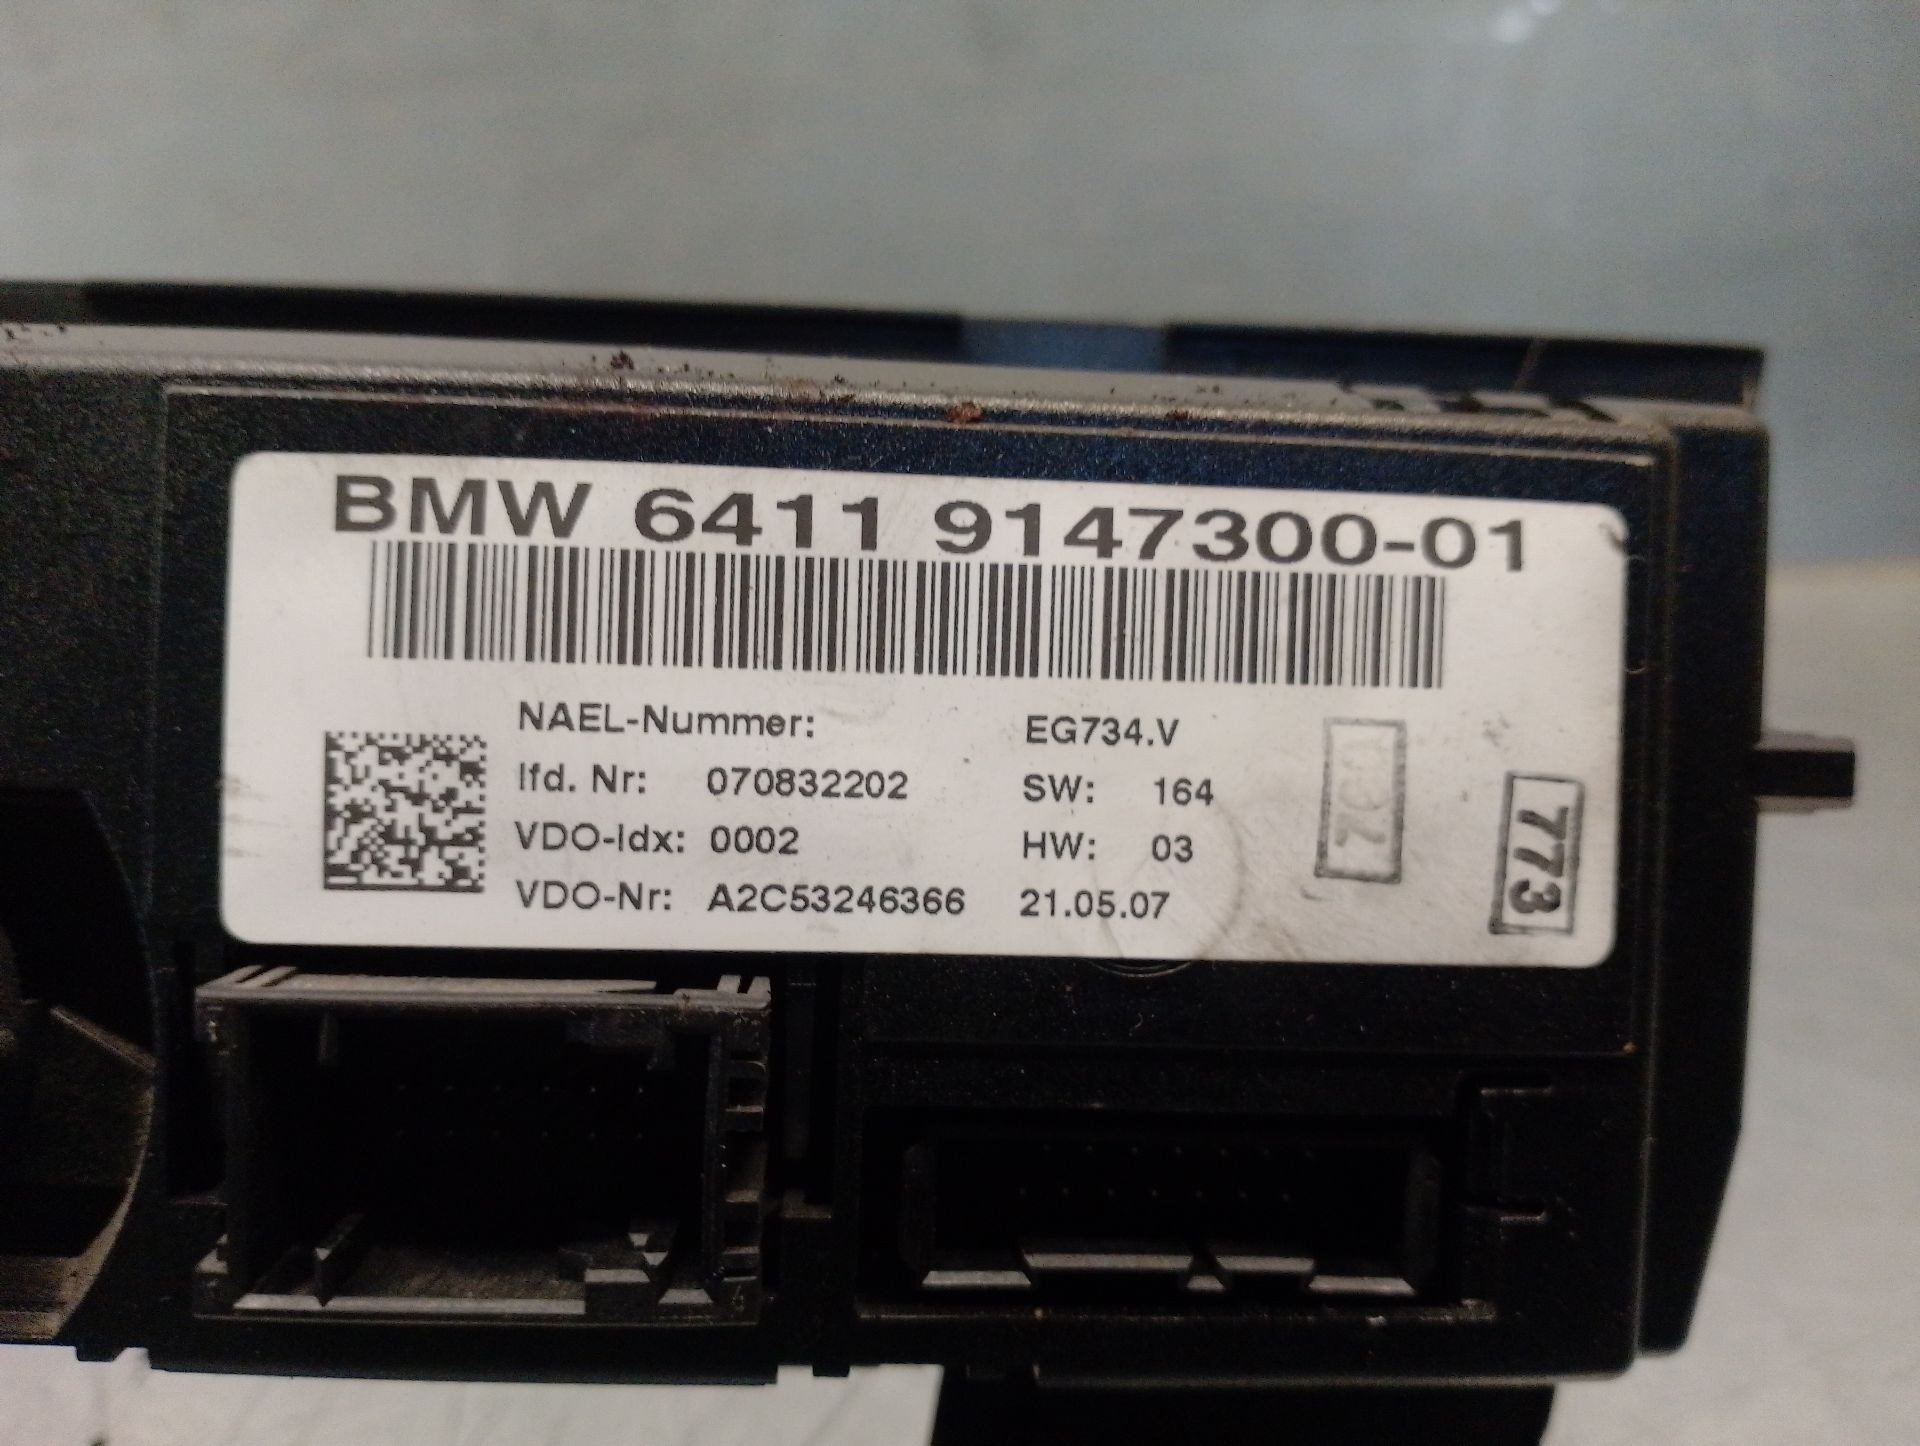 BMW 6411 9147300-01
NAEL-Nummer: EG734.V
lfd. Nr: 070832202 SW: 164
VDO-Idx: 0002 HW: 03
VDO-Nr: A2C53246366 21.05.07
773